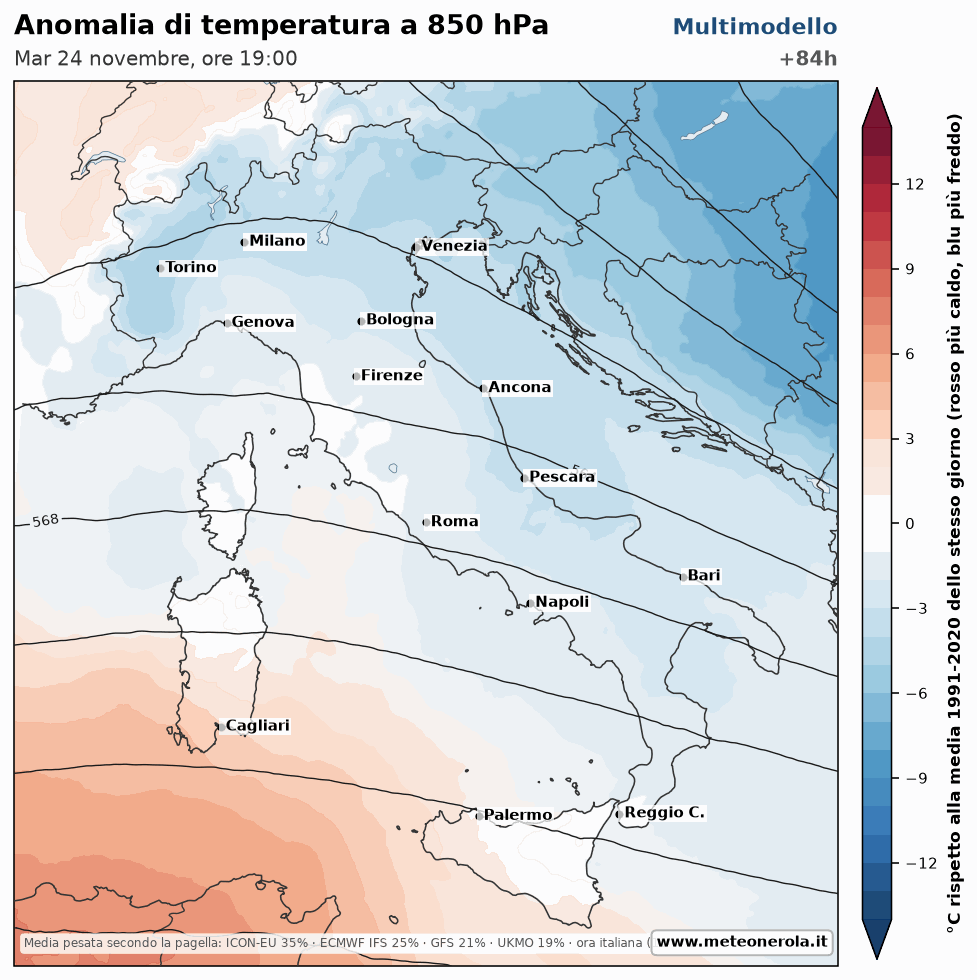 Anomalia di temperatura a 850 hPa
Multimodello
Mar 24 novembre, ore 19:00
+84h
Milano
Venezia
Torino
Genova
Bologna
Firenze
Ancona
Pescara
568
Roma
Bari
Napoli
Cagliari
Palermo
Reggio C.
12
9
6
3
0
−3
−6
−9
−12
°C rispetto alla media 1991-2020 dello stesso giorno (rosso più caldo, blu più freddo)
Media pesata secondo la pagella: ICON-EU 35% · ECMWF IFS 25% · GFS 21% · UKMO 19% · ora italiana (
www.meteonerola.it